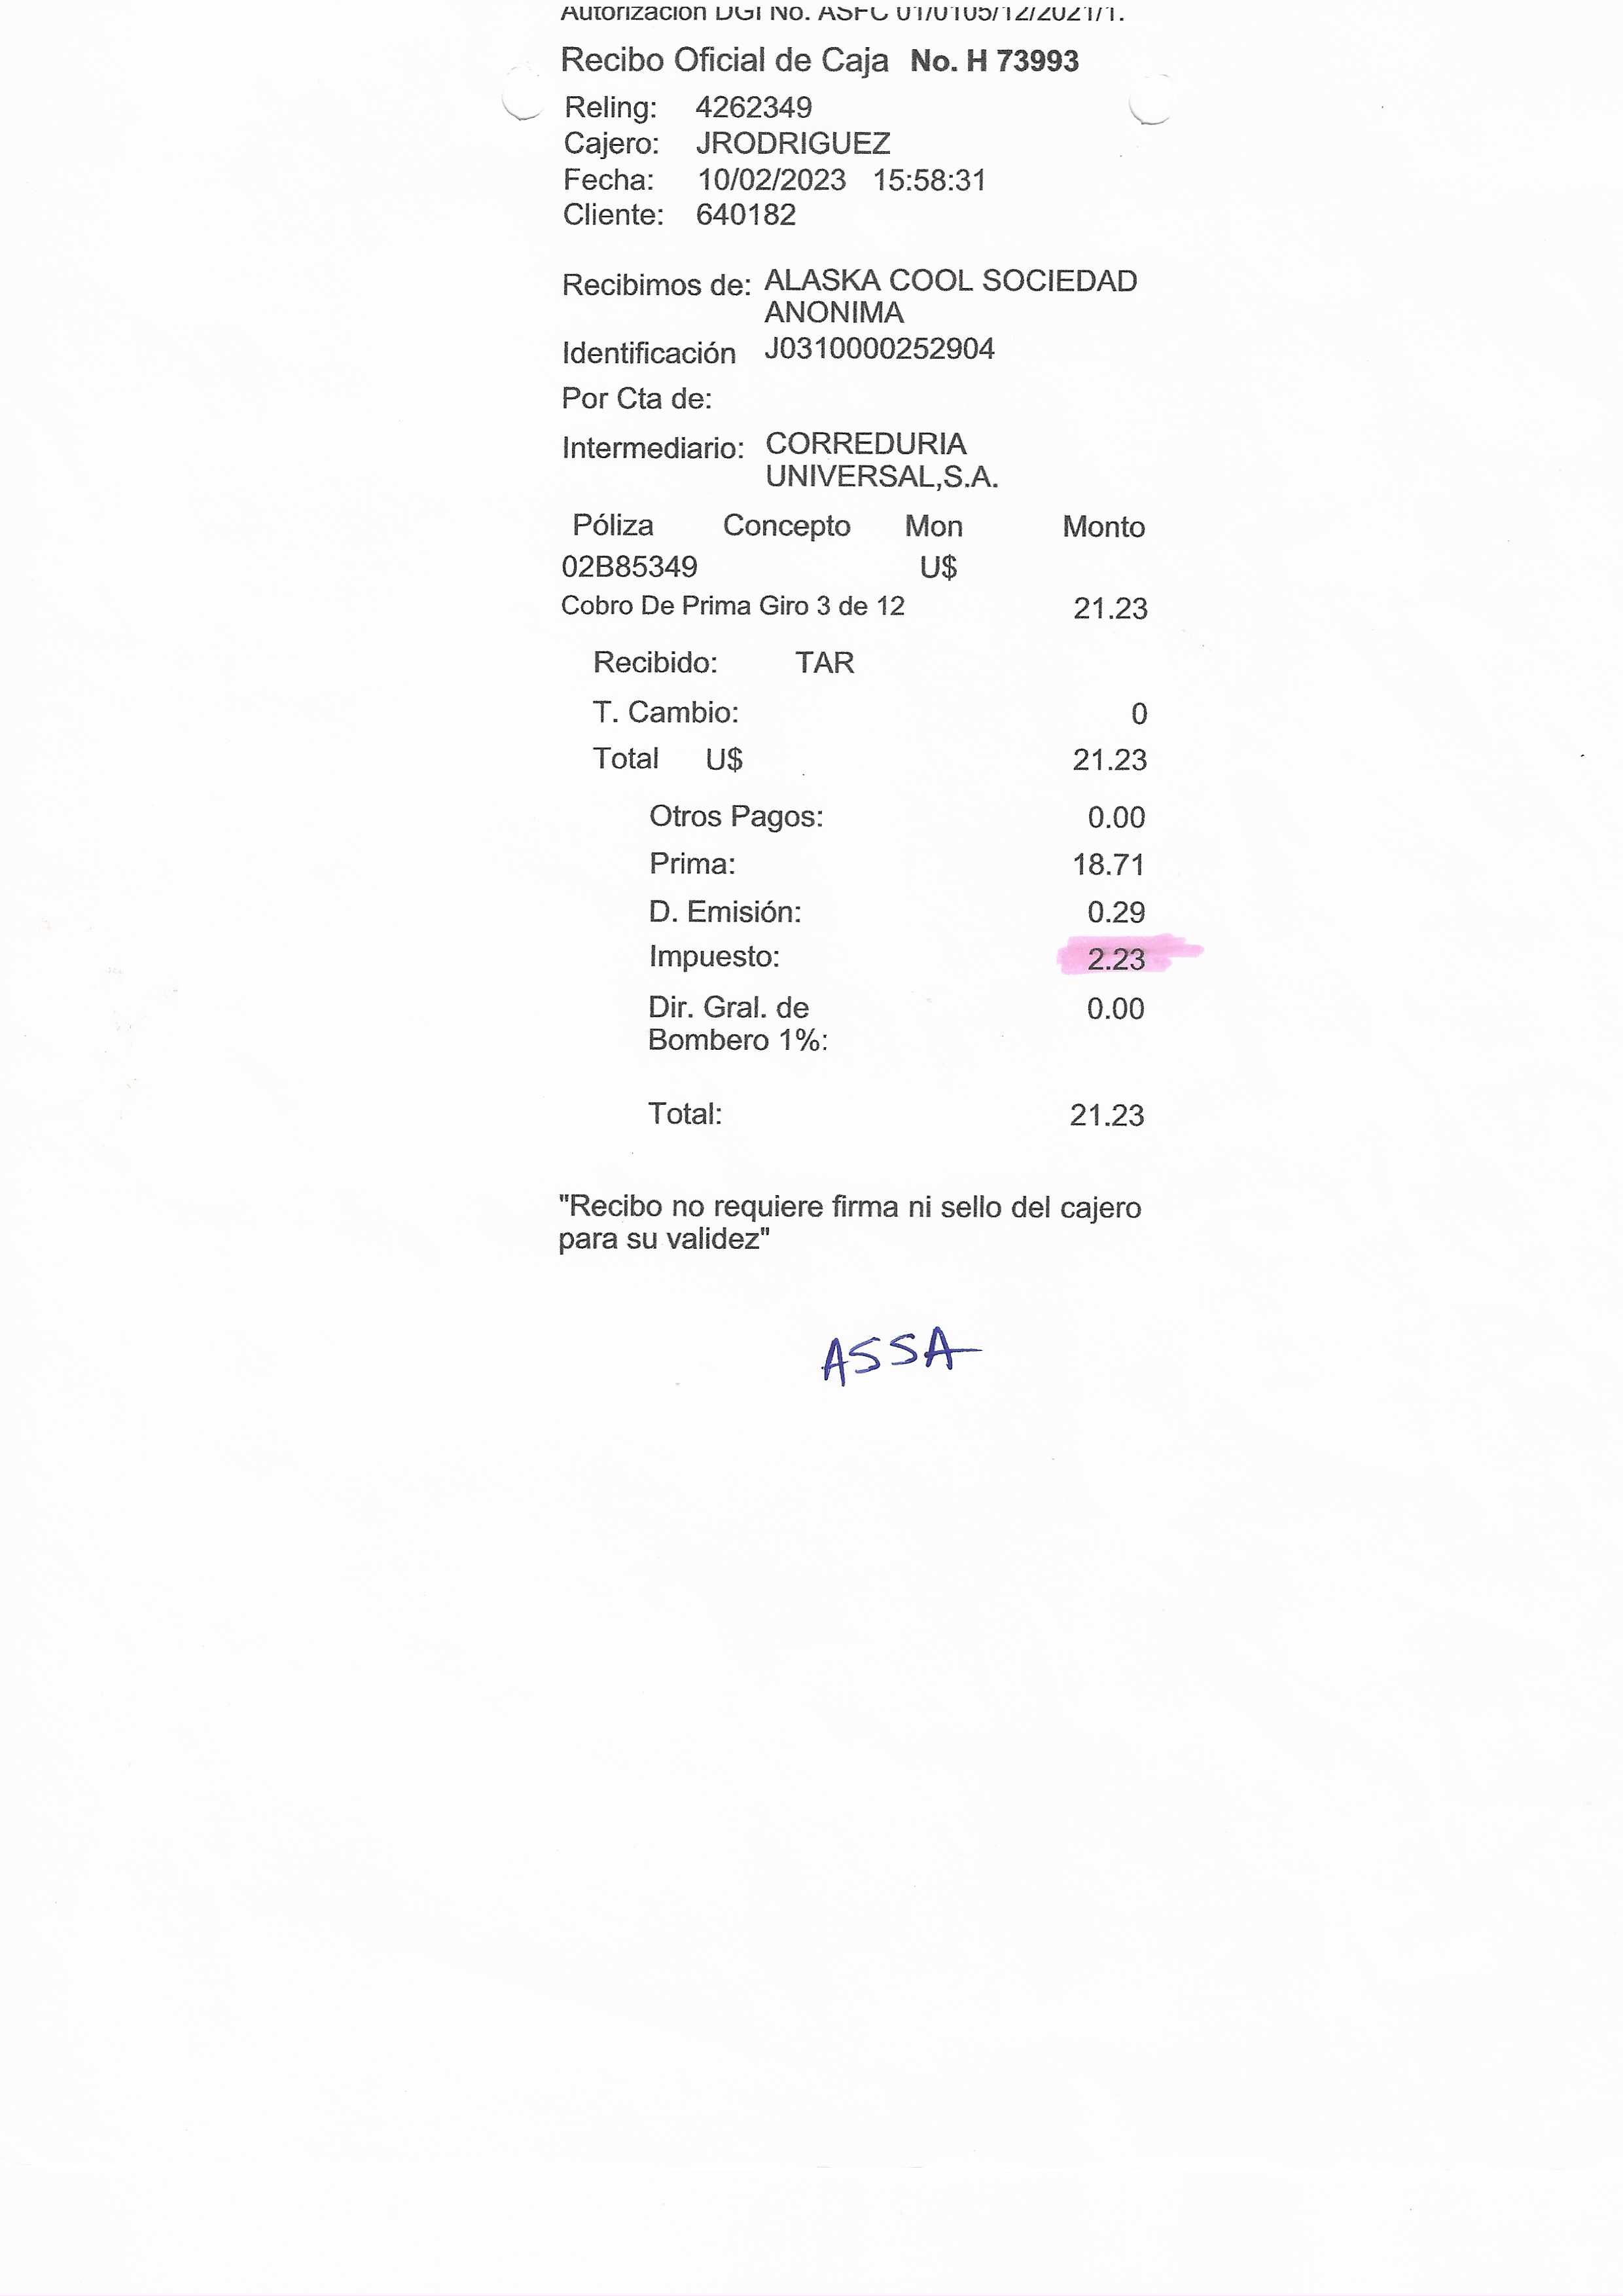 Autorización DGI No. ASFC 01/0105/12/2021/1.
Recibo Oficial de Caja No. H 73993
Reling: 4262349
Cajero: JRODRIGUEZ
Fecha: 10/02/2023 15:58:31
Cliente: 640182
Recibimos de: ALASKA COOL SOCIEDAD
ANONIMA
Identificación J0310000252904
Por Cta de:
Intermediario: CORREDURIA
UNIVERSAL,S.A.
Póliza Concepto Mon Monto
02B85349 U$
Cobro De Prima Giro 3 de 12 21.23
Recibido: TAR
T. Cambio: 0
Total U$ 21.23
Otros Pagos: 0.00
Prima: 18.71
D. Emisión: 0.29
Impuesto: 2.23
Dir. Gral. de 0.00
Bombero 1%:
Total: 21.23
"Recibo no requiere firma ni sello del cajero
para su validez"
ASSA